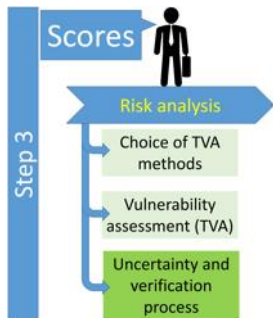 Scores
Step 3
Risk analysis
Choice of TVA
methods
Vulnerability
assessment (TVA)
Uncertainty and
verification
process